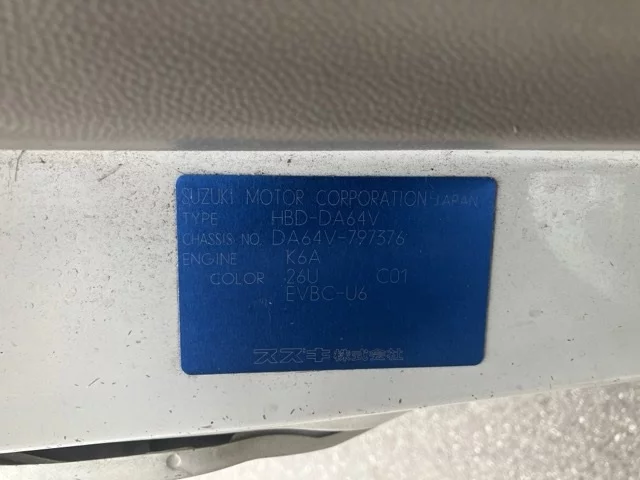 SUZUKI MOTOR CORPORATION JAPAN
TYPE HBD-DA64V
CHASSIS NO. DA64V-797376
ENGINE K6A
COLOR 26U C01
EVBC-U6
スズキ株式会社